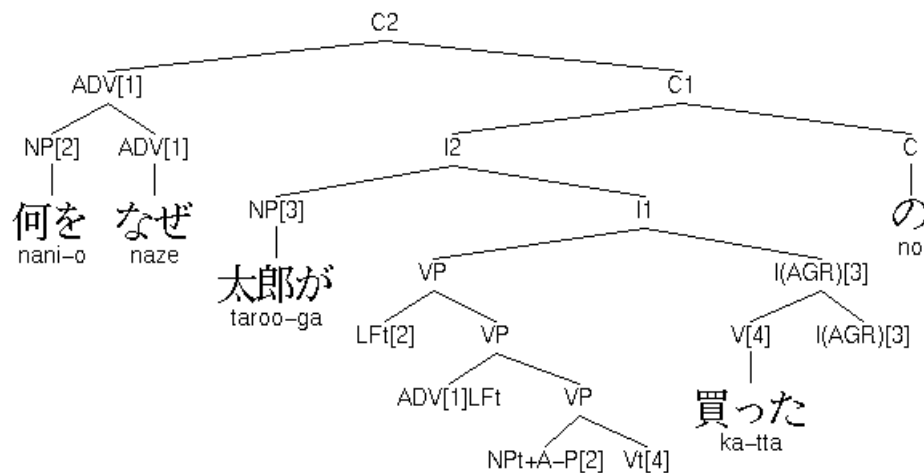 C2
ADV[1] C1
NP[2] ADV[1] I2 C
何を なぜ NP[3] I1 の
nani-o naze no
太郎が VP I(AGR)[3]
taroo-ga
LFt[2] VP V[4] I(AGR)[3]
ADV[1]LFt VP 買った
ka-tta
NPt+A-P[2] Vt[4]